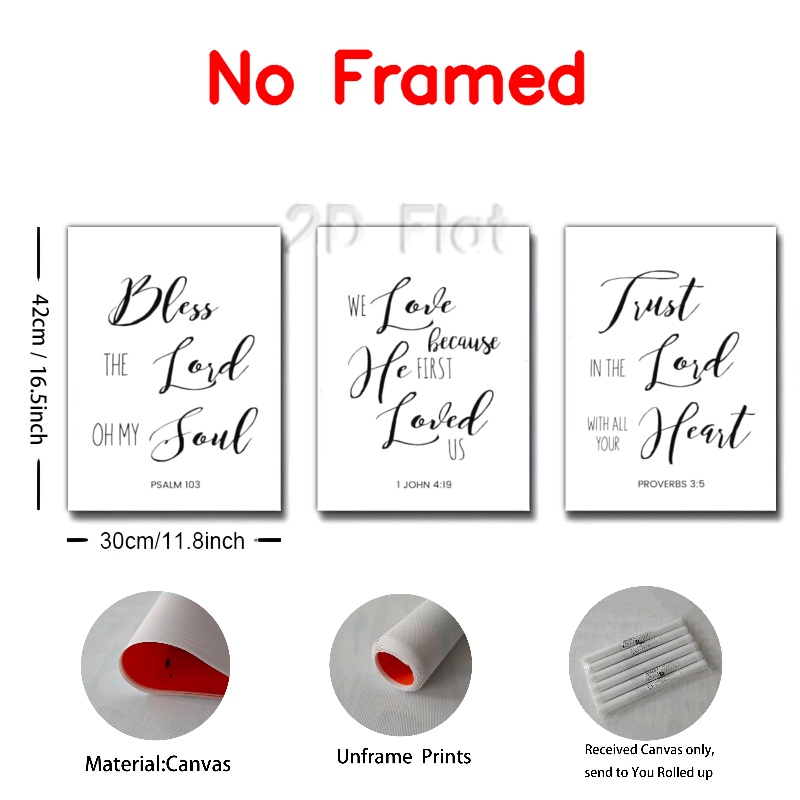 No Framed
2D Flat
42cm / 16.5inch
Bless
THE Lord
OH MY Soul
PSALM 103
WE Love
because
He FIRST
Loved
US
1 JOHN 4:19
Trust
IN THE Lord
WITH ALL
YOUR Heart
PROVERBS 3:5
30cm/11.8inch
Material:Canvas
Unframe Prints
Received Canvas only,
send to You Rolled up